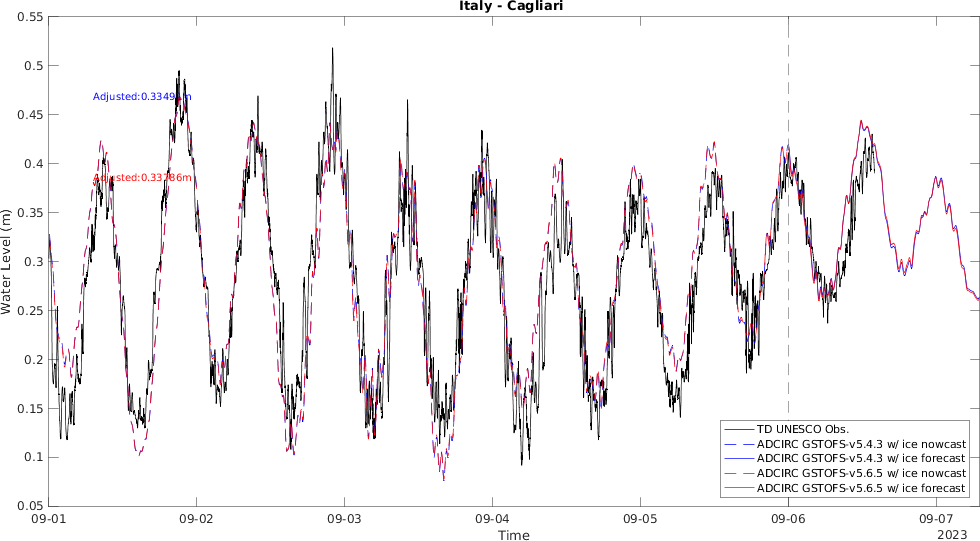 Italy - Cagliari
0.55
0.5
0.45
0.4
0.35
0.3
0.25
0.2
0.15
0.1
0.05
Water Level (m)
Adjusted:0.3349 m
Adjusted:0.33786m
TD UNESCO Obs.
ADCIRC GSTOFS-v5.4.3 w/ ice nowcast
ADCIRC GSTOFS-v5.4.3 w/ ice forecast
ADCIRC GSTOFS-v5.6.5 w/ ice nowcast
ADCIRC GSTOFS-v5.6.5 w/ ice forecast
09-01 09-02 09-03 09-04 09-05 09-06 09-07
Time
2023